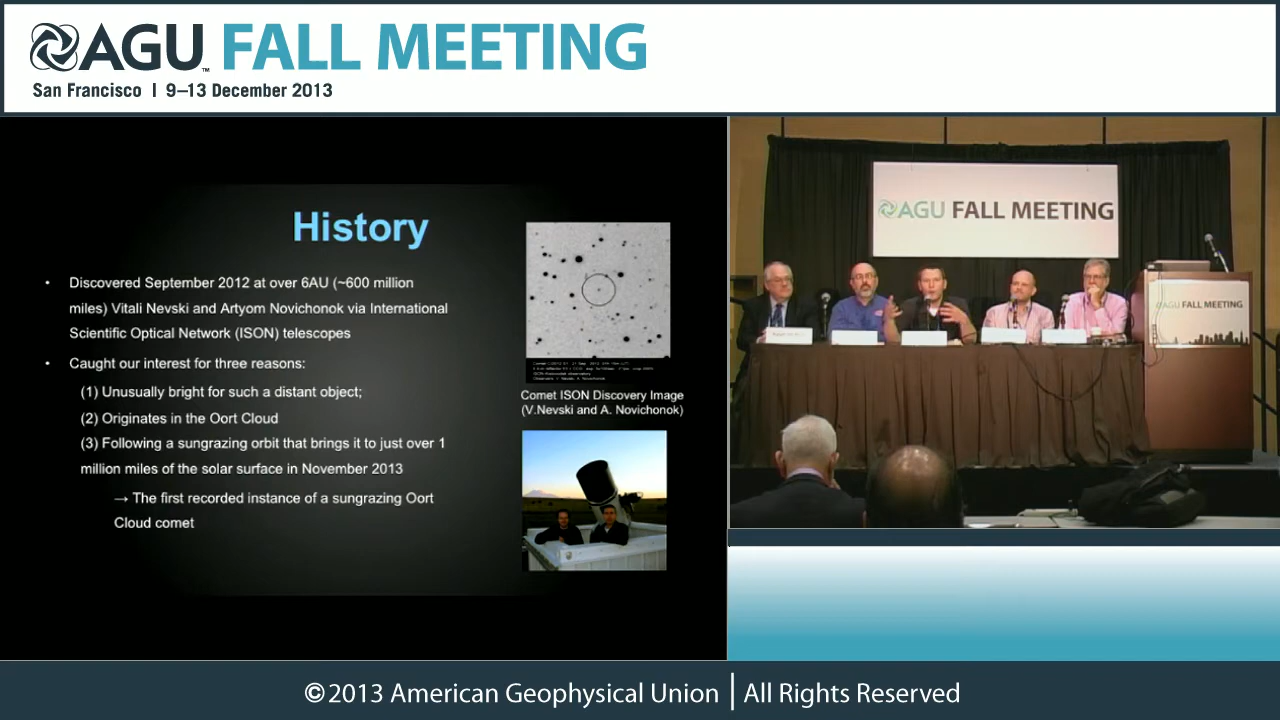 AGU FALL MEETING
San Francisco | 9–13 December 2013
History
• Discovered September 2012 at over 6AU (~600 million
miles) Vitali Nevski and Artyom Novichonok via International
Scientific Optical Network (ISON) telescopes
• Caught our interest for three reasons:
(1) Unusually bright for such a distant object;
(2) Originates in the Oort Cloud
(3) Following a sungrazing orbit that brings it to just over 1
million miles of the solar surface in November 2013
→ The first recorded instance of a sungrazing Oort
Cloud comet
Comet ISON Discovery Image
(V.Nevski and A. Novichonok)
AGU FALL MEETING
AGU FALL MEETING
©2013 American Geophysical Union | All Rights Reserved